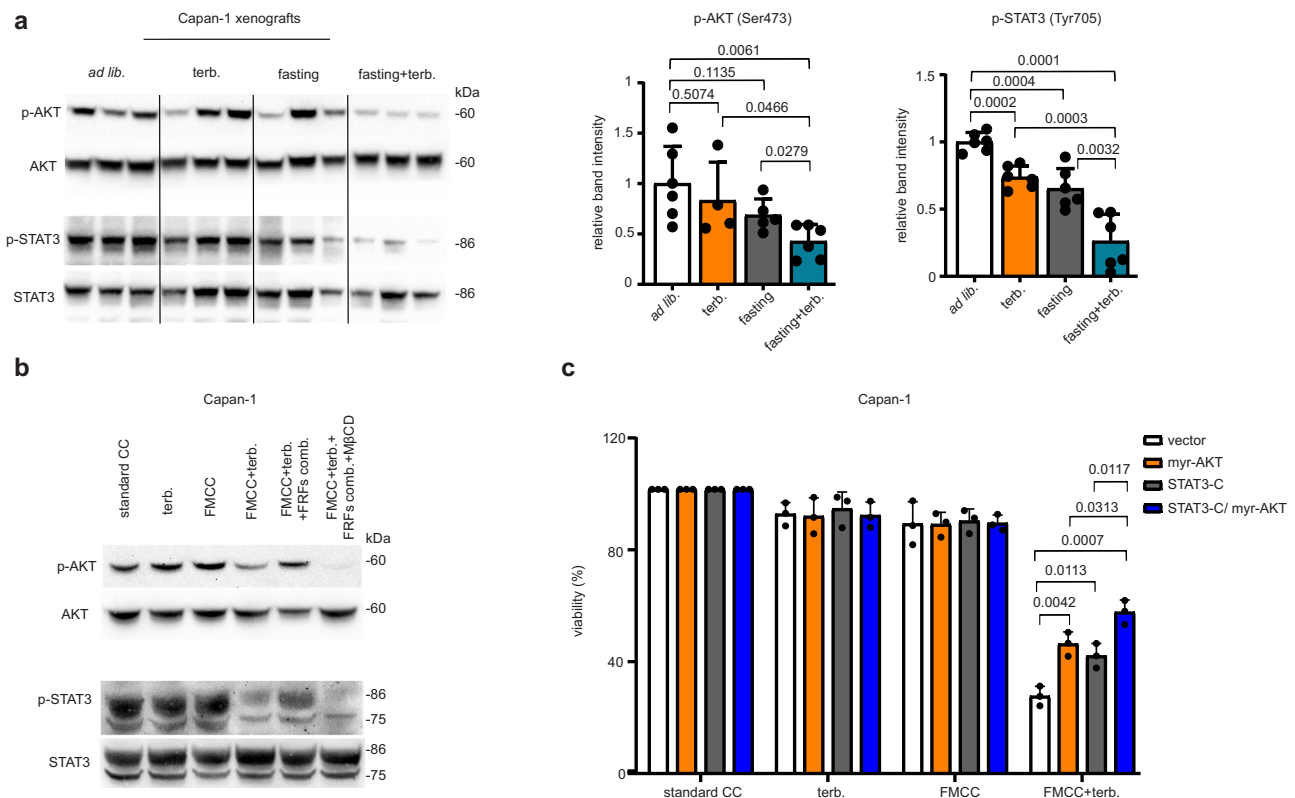 a
Capan-1 xenografts
ad lib.
terb.
fasting
fasting+terb.
kDa
p-AKT
-60
AKT
-60
p-STAT3
-86
STAT3
-86
p-AKT (Ser473)
0.0061
0.1135
0.5074
0.0466
0.0279
1
1.5
1
0.5
0
relative band intensity
ad lib.
terb.
fasting
fasting+terb.
p-STAT3 (Tyr705)
0.0001
0.0004
0.0002
0.0003
0.0032
1.5
1
0.5
0
relative band intensity
ad lib.
terb.
fasting
fasting+terb.
b
Capan-1
standard CC
terb.
FMCC
FMCC+terb.
FMCC+terb.
+FRFs comb.
FMCC+terb.+
FRFs comb.+MβCD
kDa
p-AKT
-60
AKT
-60
p-STAT3
-86
-75
STAT3
-86
-75
c
Capan-1
120
80
40
0
viability (%)
0.0117
0.0313
0.0007
0.0113
0.0042
vector
myr-AKT
STAT3-C
STAT3-C/ myr-AKT
standard CC
terb.
FMCC
FMCC+terb.